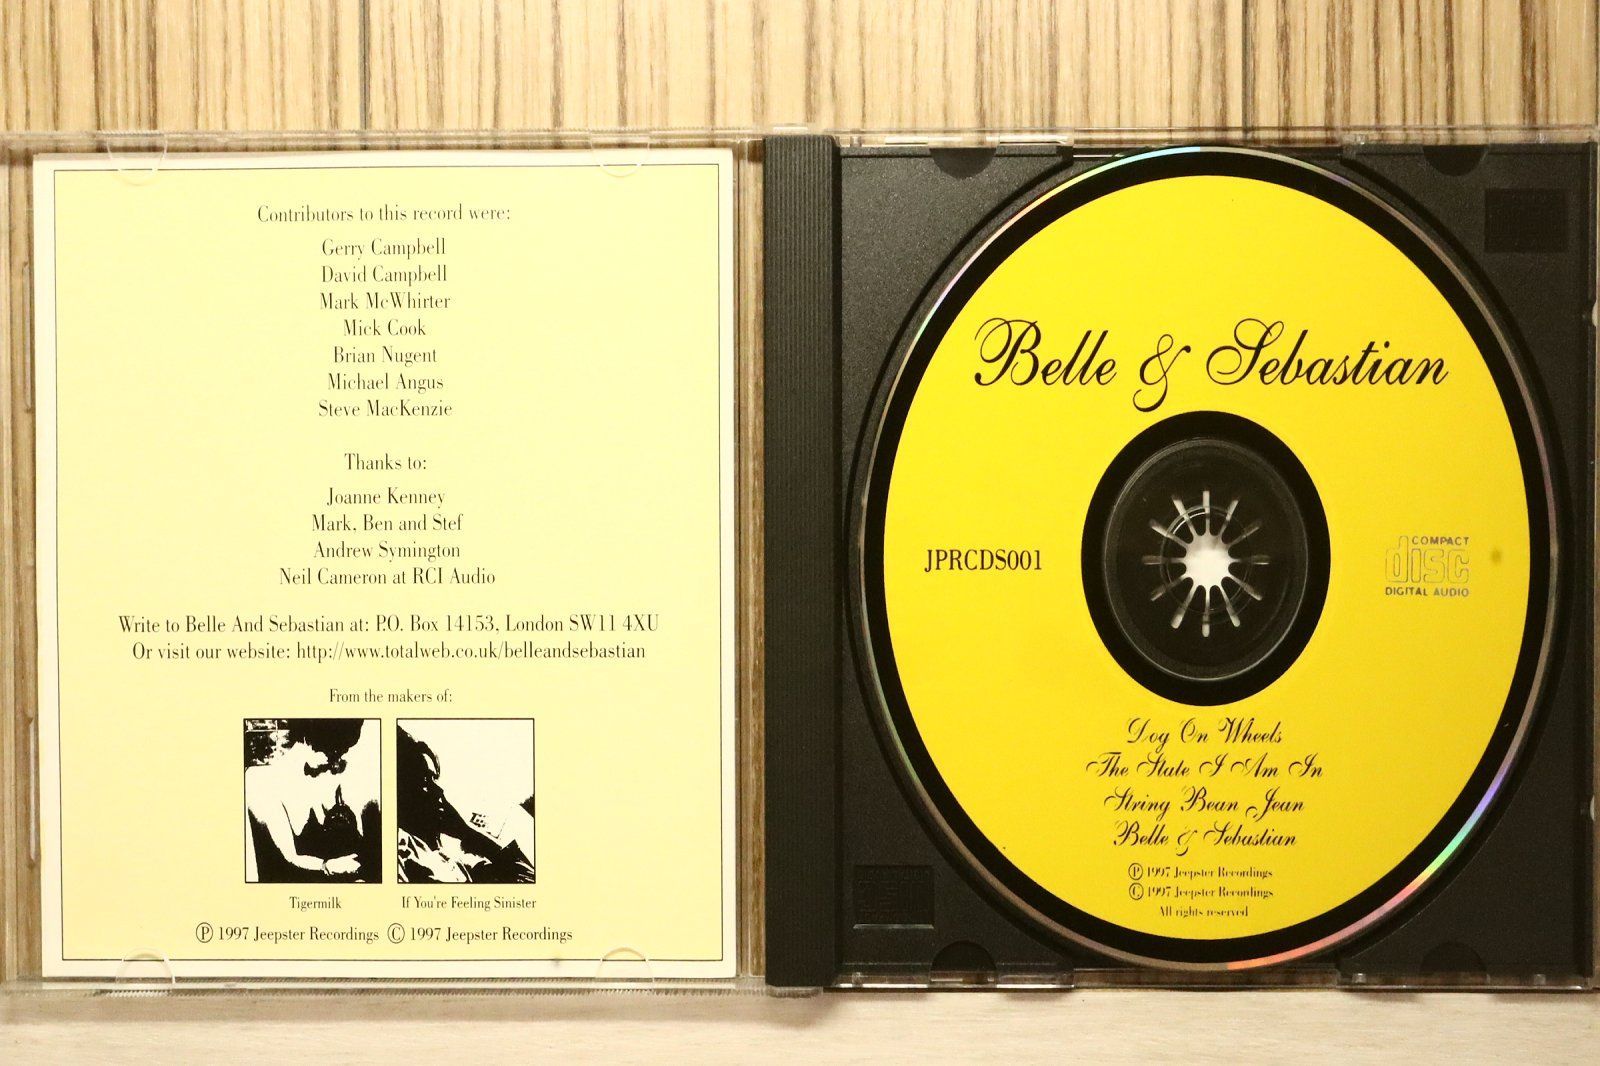 Contributors to this record were:
Gerry Campbell
David Campbell
Mark McWhirter
Mick Cook
Brian Nugent
Michael Angus
Steve MacKenzie
Thanks to:
Joanne Kenney
Mark, Ben and Stef
Andrew Symington
Neil Cameron at RCI Audio
Write to Belle And Sebastian at: P.O. Box 14153, London SW11 4XU
Or visit our website: http://www.totalweb.co.uk/belleandsebastian
From the makers of:
Tigermilk
If You're Feeling Sinister
Ⓟ 1997 Jeepster Recordings © 1997 Jeepster Recordings
Belle & Sebastian
JPRCDS001
COMPACT
disc
DIGITAL AUDIO
Dog On Wheels
The State I Am In
String Bean Jean
Belle & Sebastian
Ⓟ 1997 Jeepster Recordings
© 1997 Jeepster Recordings
All rights reserved